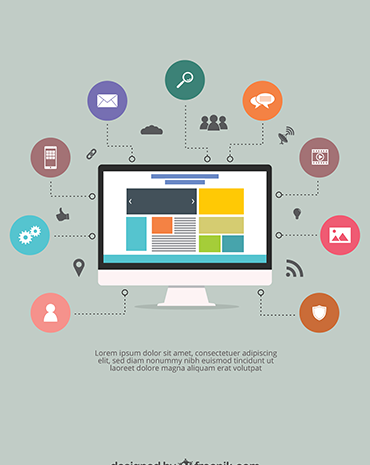 Lorem ipsum dolor sit amet, consectetuer adipiscing
elit, sed diam nonummy nibh euismod tincidunt ut
laoreet dolore magna aliquam erat volutpat
designed by freepik.com